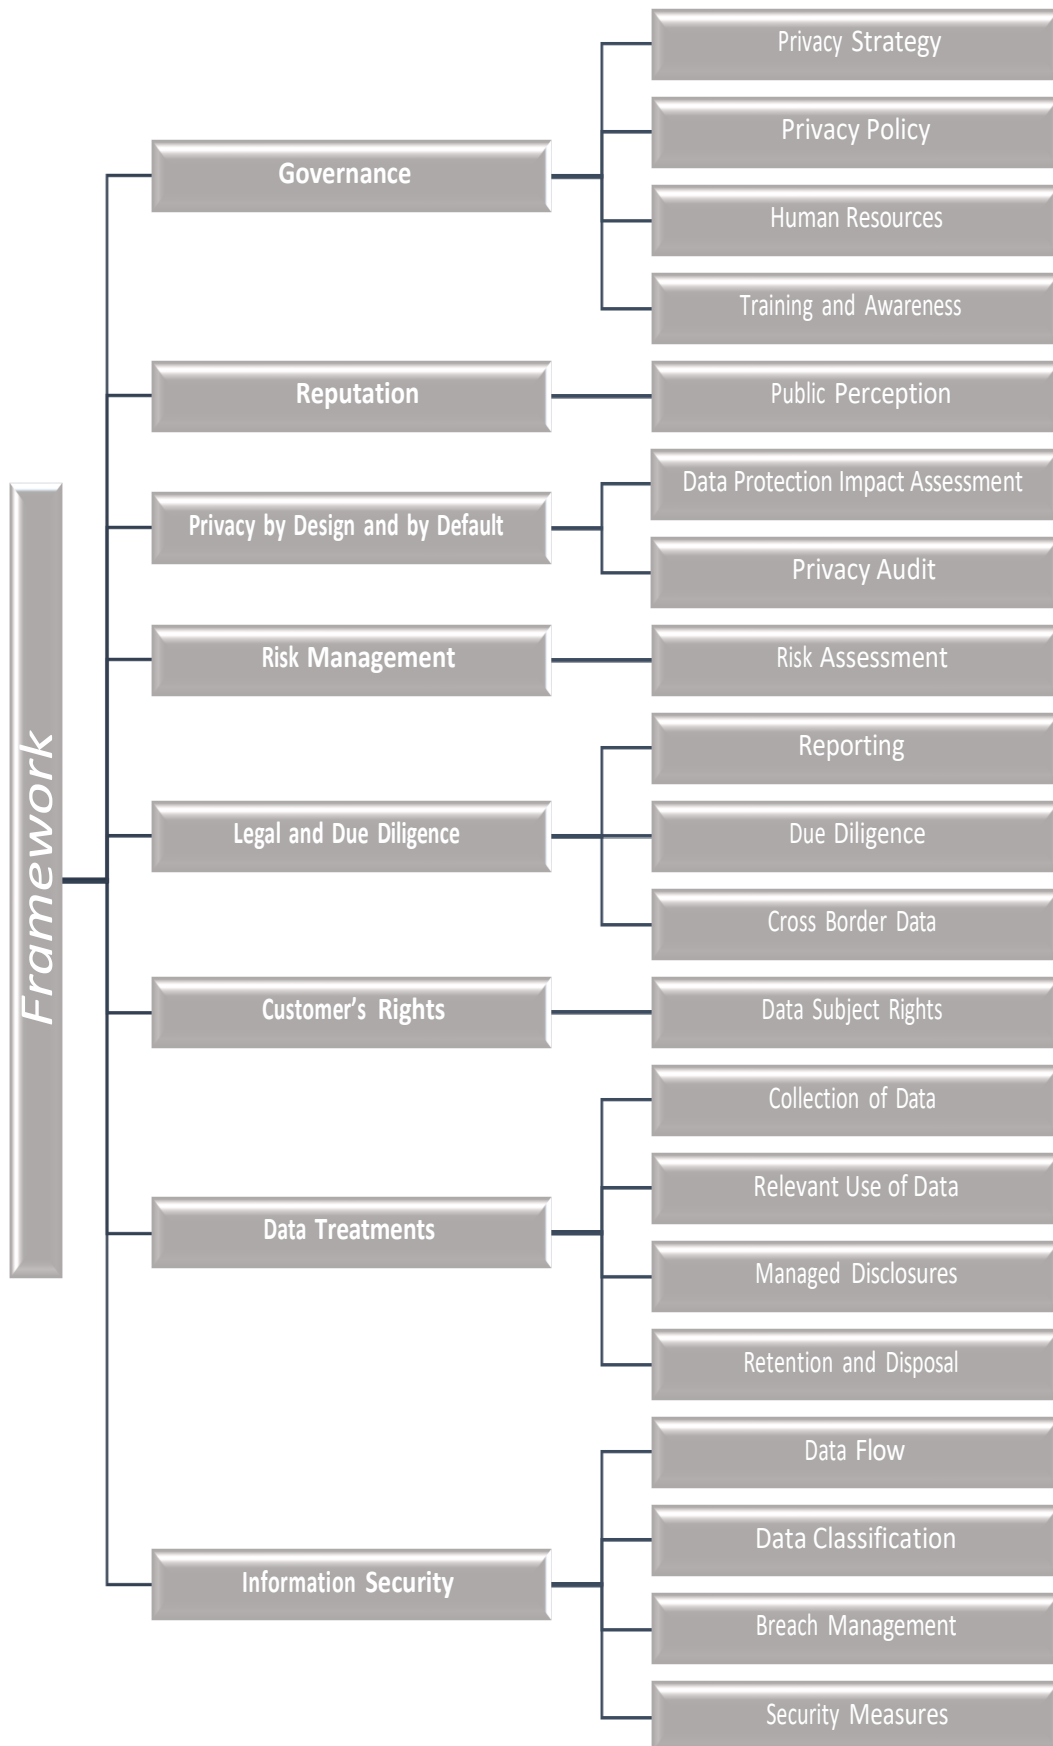 Framework
Governance
Privacy Strategy
Privacy Policy
Human Resources
Training and Awareness
Reputation
Public Perception
Privacy by Design and by Default
Data Protection Impact Assessment
Privacy Audit
Risk Management
Risk Assessment
Legal and Due Diligence
Reporting
Due Diligence
Cross Border Data
Customer’s Rights
Data Subject Rights
Data Treatments
Collection of Data
Relevant Use of Data
Managed Disclosures
Retention and Disposal
Information Security
Data Flow
Data Classification
Breach Management
Security Measures